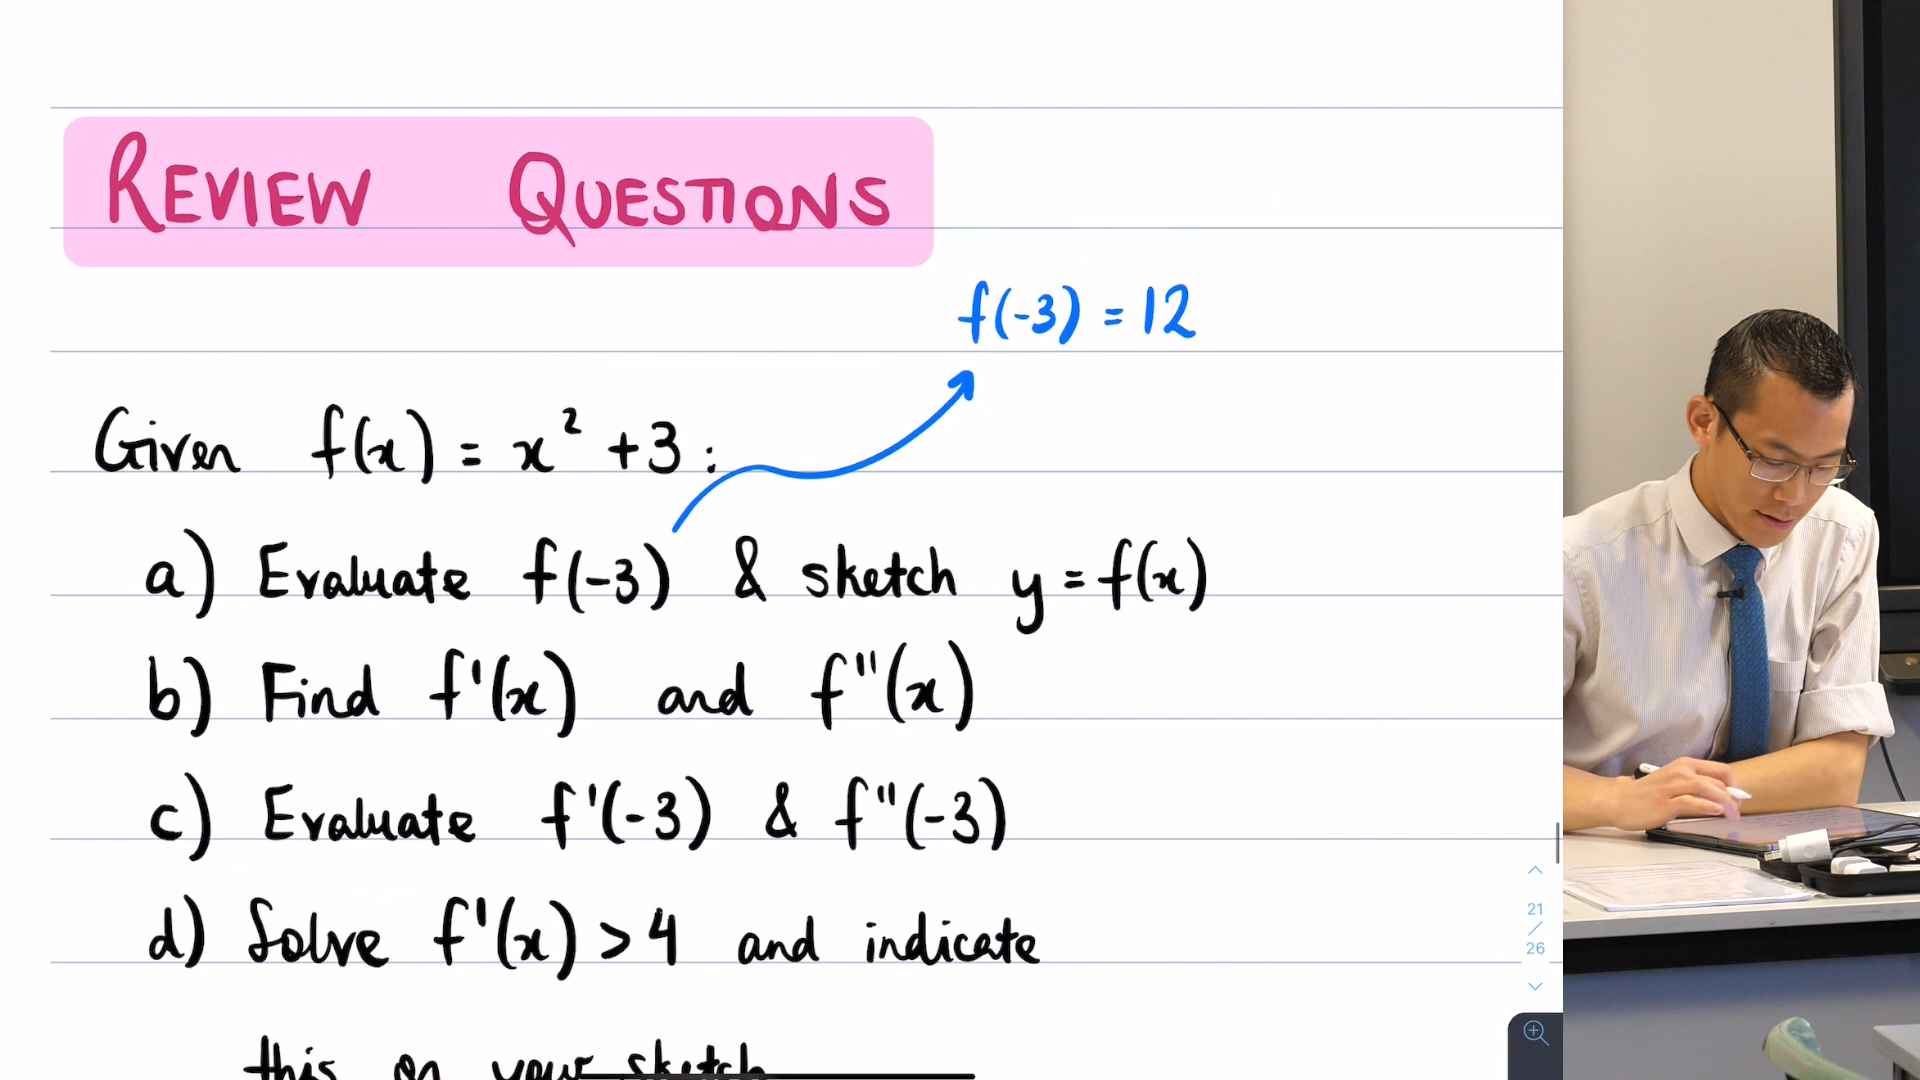 REVIEW QUESTIONS
f(-3) = 12
Given f(x) = x² + 3 :
a) Evaluate f(-3) & sketch y = f(x)
b) Find f'(x) and f"(x)
c) Evaluate f'(-3) & f"(-3)
d) Solve f'(x) > 4 and indicate
this on your sketch
21
/
26